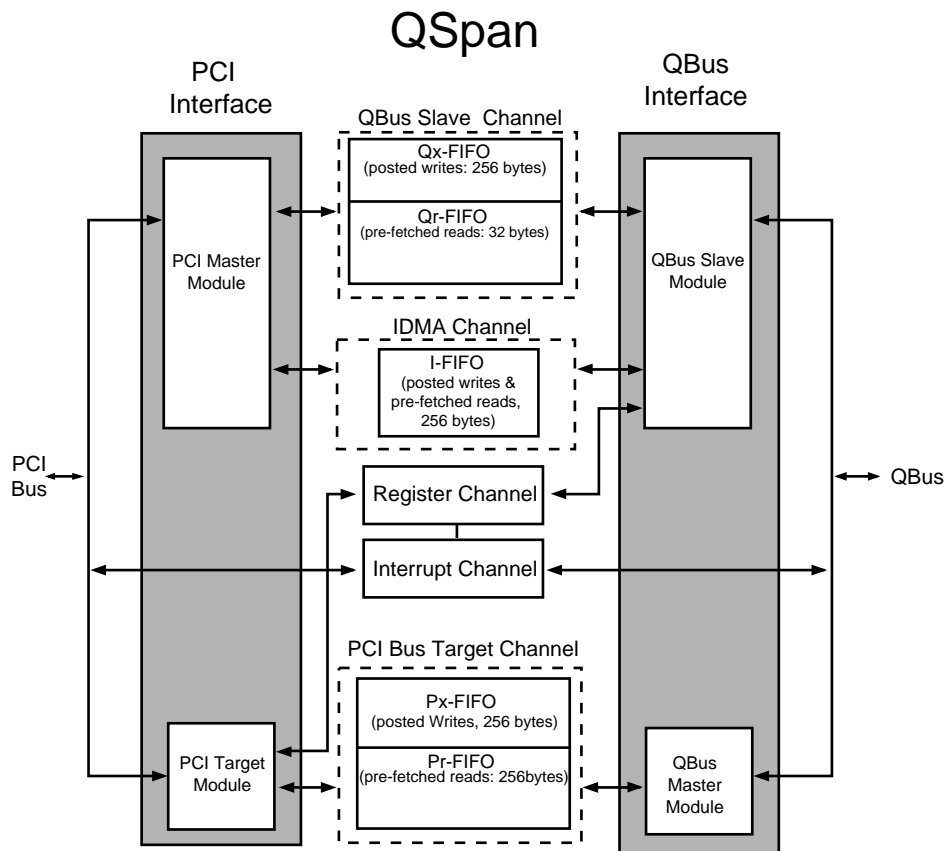 QSpan
PCI
Interface
QBus
Interface
QBus Slave Channel
Qx-FIFO
(posted writes: 256 bytes)
Qr-FIFO
(pre-fetched reads: 32 bytes)
PCI Master
Module
QBus Slave
Module
IDMA Channel
I-FIFO
(posted writes &
pre-fetched reads,
256 bytes)
PCI
Bus
Register Channel
QBus
Interrupt Channel
PCI Bus Target Channel
Px-FIFO
(posted Writes, 256 bytes)
Pr-FIFO
(pre-fetched reads: 256bytes)
PCI Target
Module
QBus
Master
Module